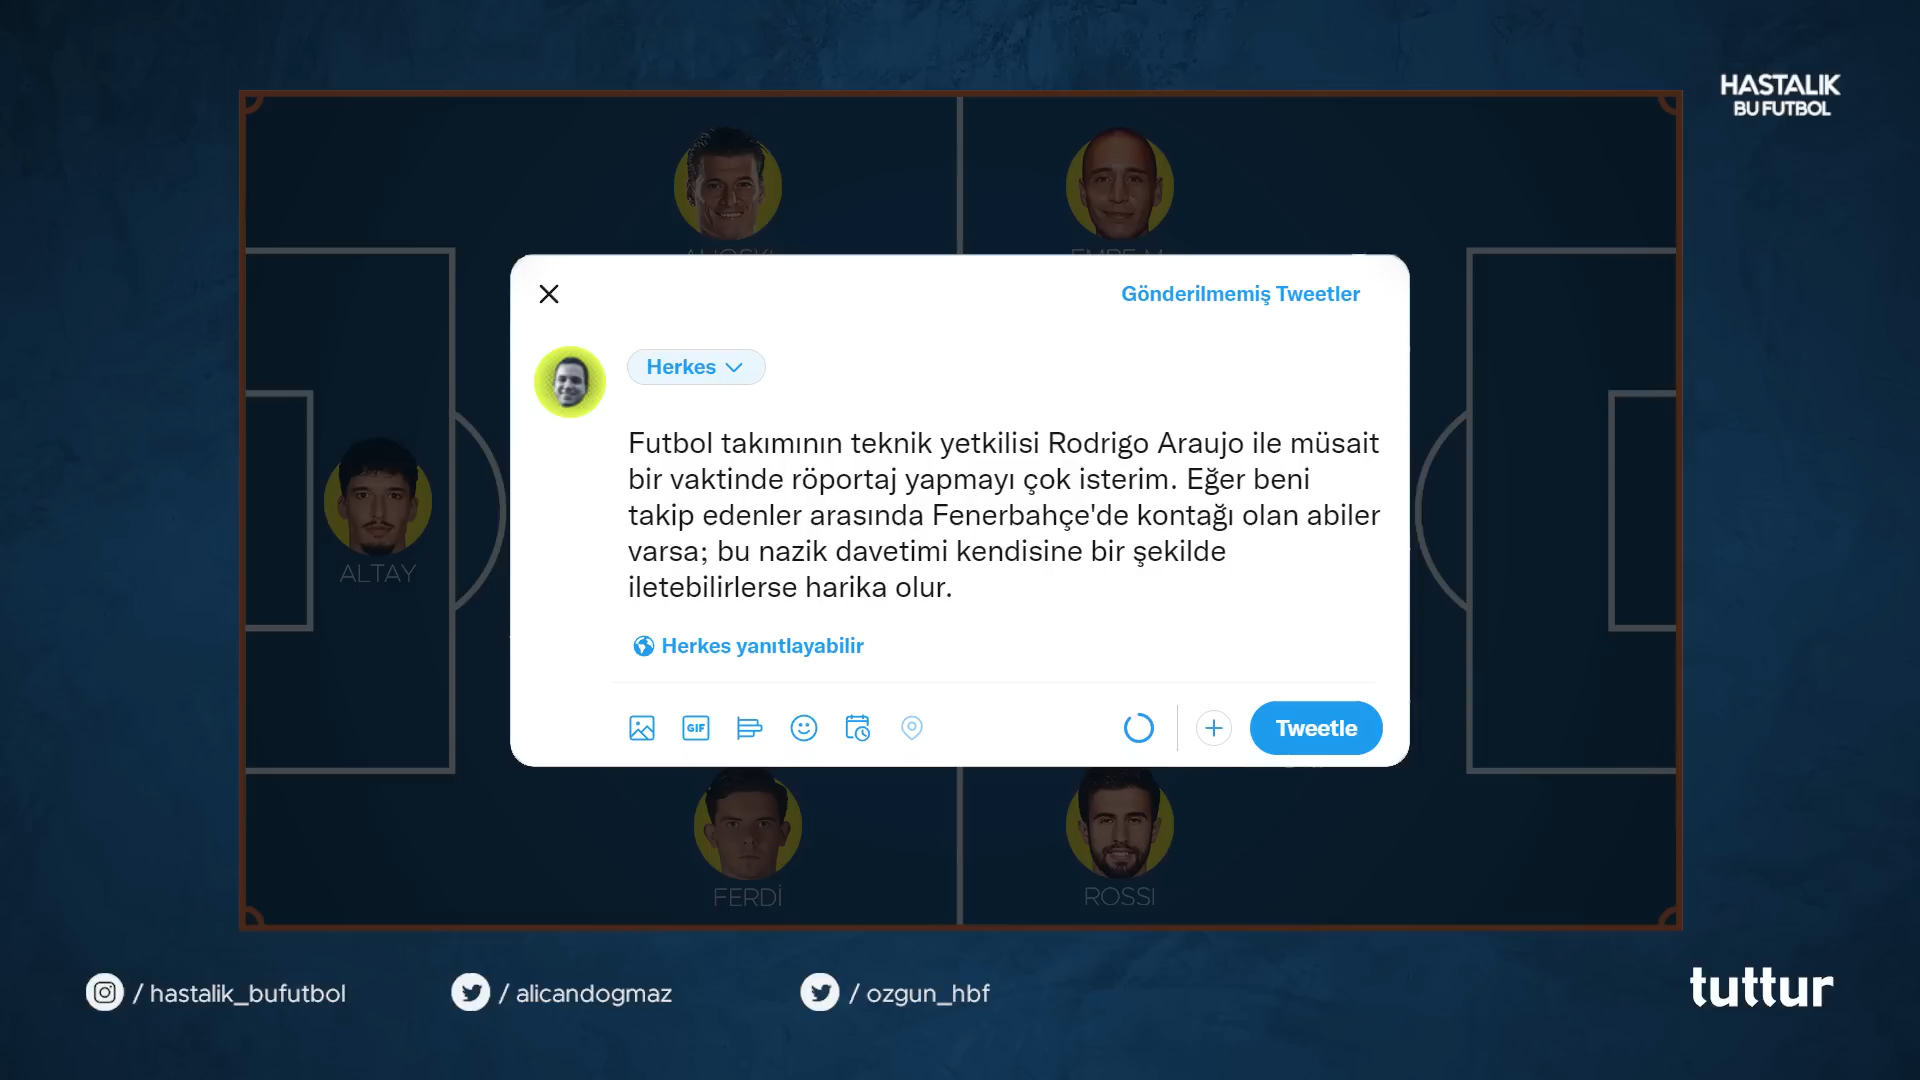 HASTALIK
BU FUTBOL
Gönderilmemiş Tweetler
Herkes
Futbol takımının teknik yetkilisi Rodrigo Araujo ile müsait
bir vaktinde röportaj yapmayı çok isterim. Eğer beni
takip edenler arasında Fenerbahçe'de kontağı olan abiler
varsa; bu nazik davetimi kendisine bir şekilde
iletebilirlerse harika olur.
Herkes yanıtlayabilir
GIF
Tweetle
ALTAY
FERDİ
ROSSI
/ hastalik_bufutbol
/ alicandogmaz
/ ozgun_hbf
tuttur